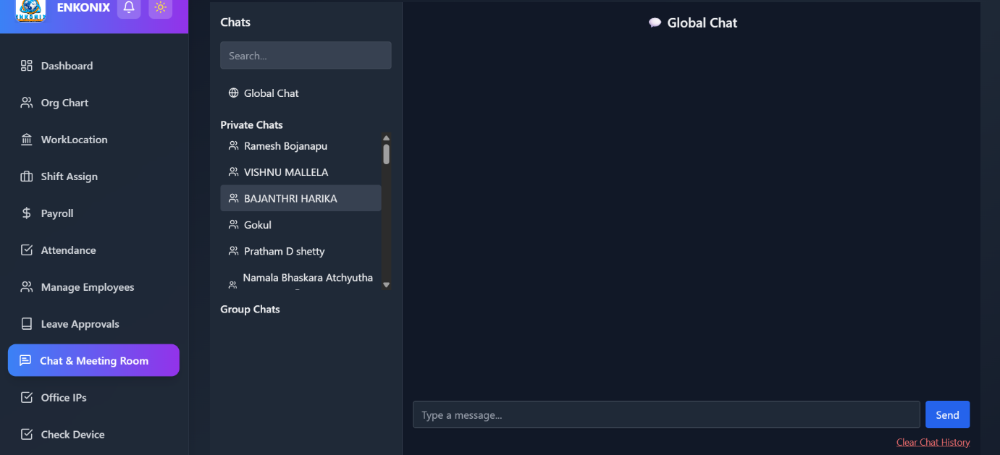 ENKONIX
ENKONIX
Dashboard
Org Chart
WorkLocation
Shift Assign
Payroll
Attendance
Manage Employees
Leave Approvals
Chat & Meeting Room
Office IPs
Check Device
Chats
Search...
Global Chat
Private Chats
Ramesh Bojanapu
VISHNU MALLELA
BAJANTHRI HARIKA
Gokul
Pratham D shetty
Namala Bhaskara Atchyutha
Group Chats
Global Chat
Type a message...
Send
Clear Chat History